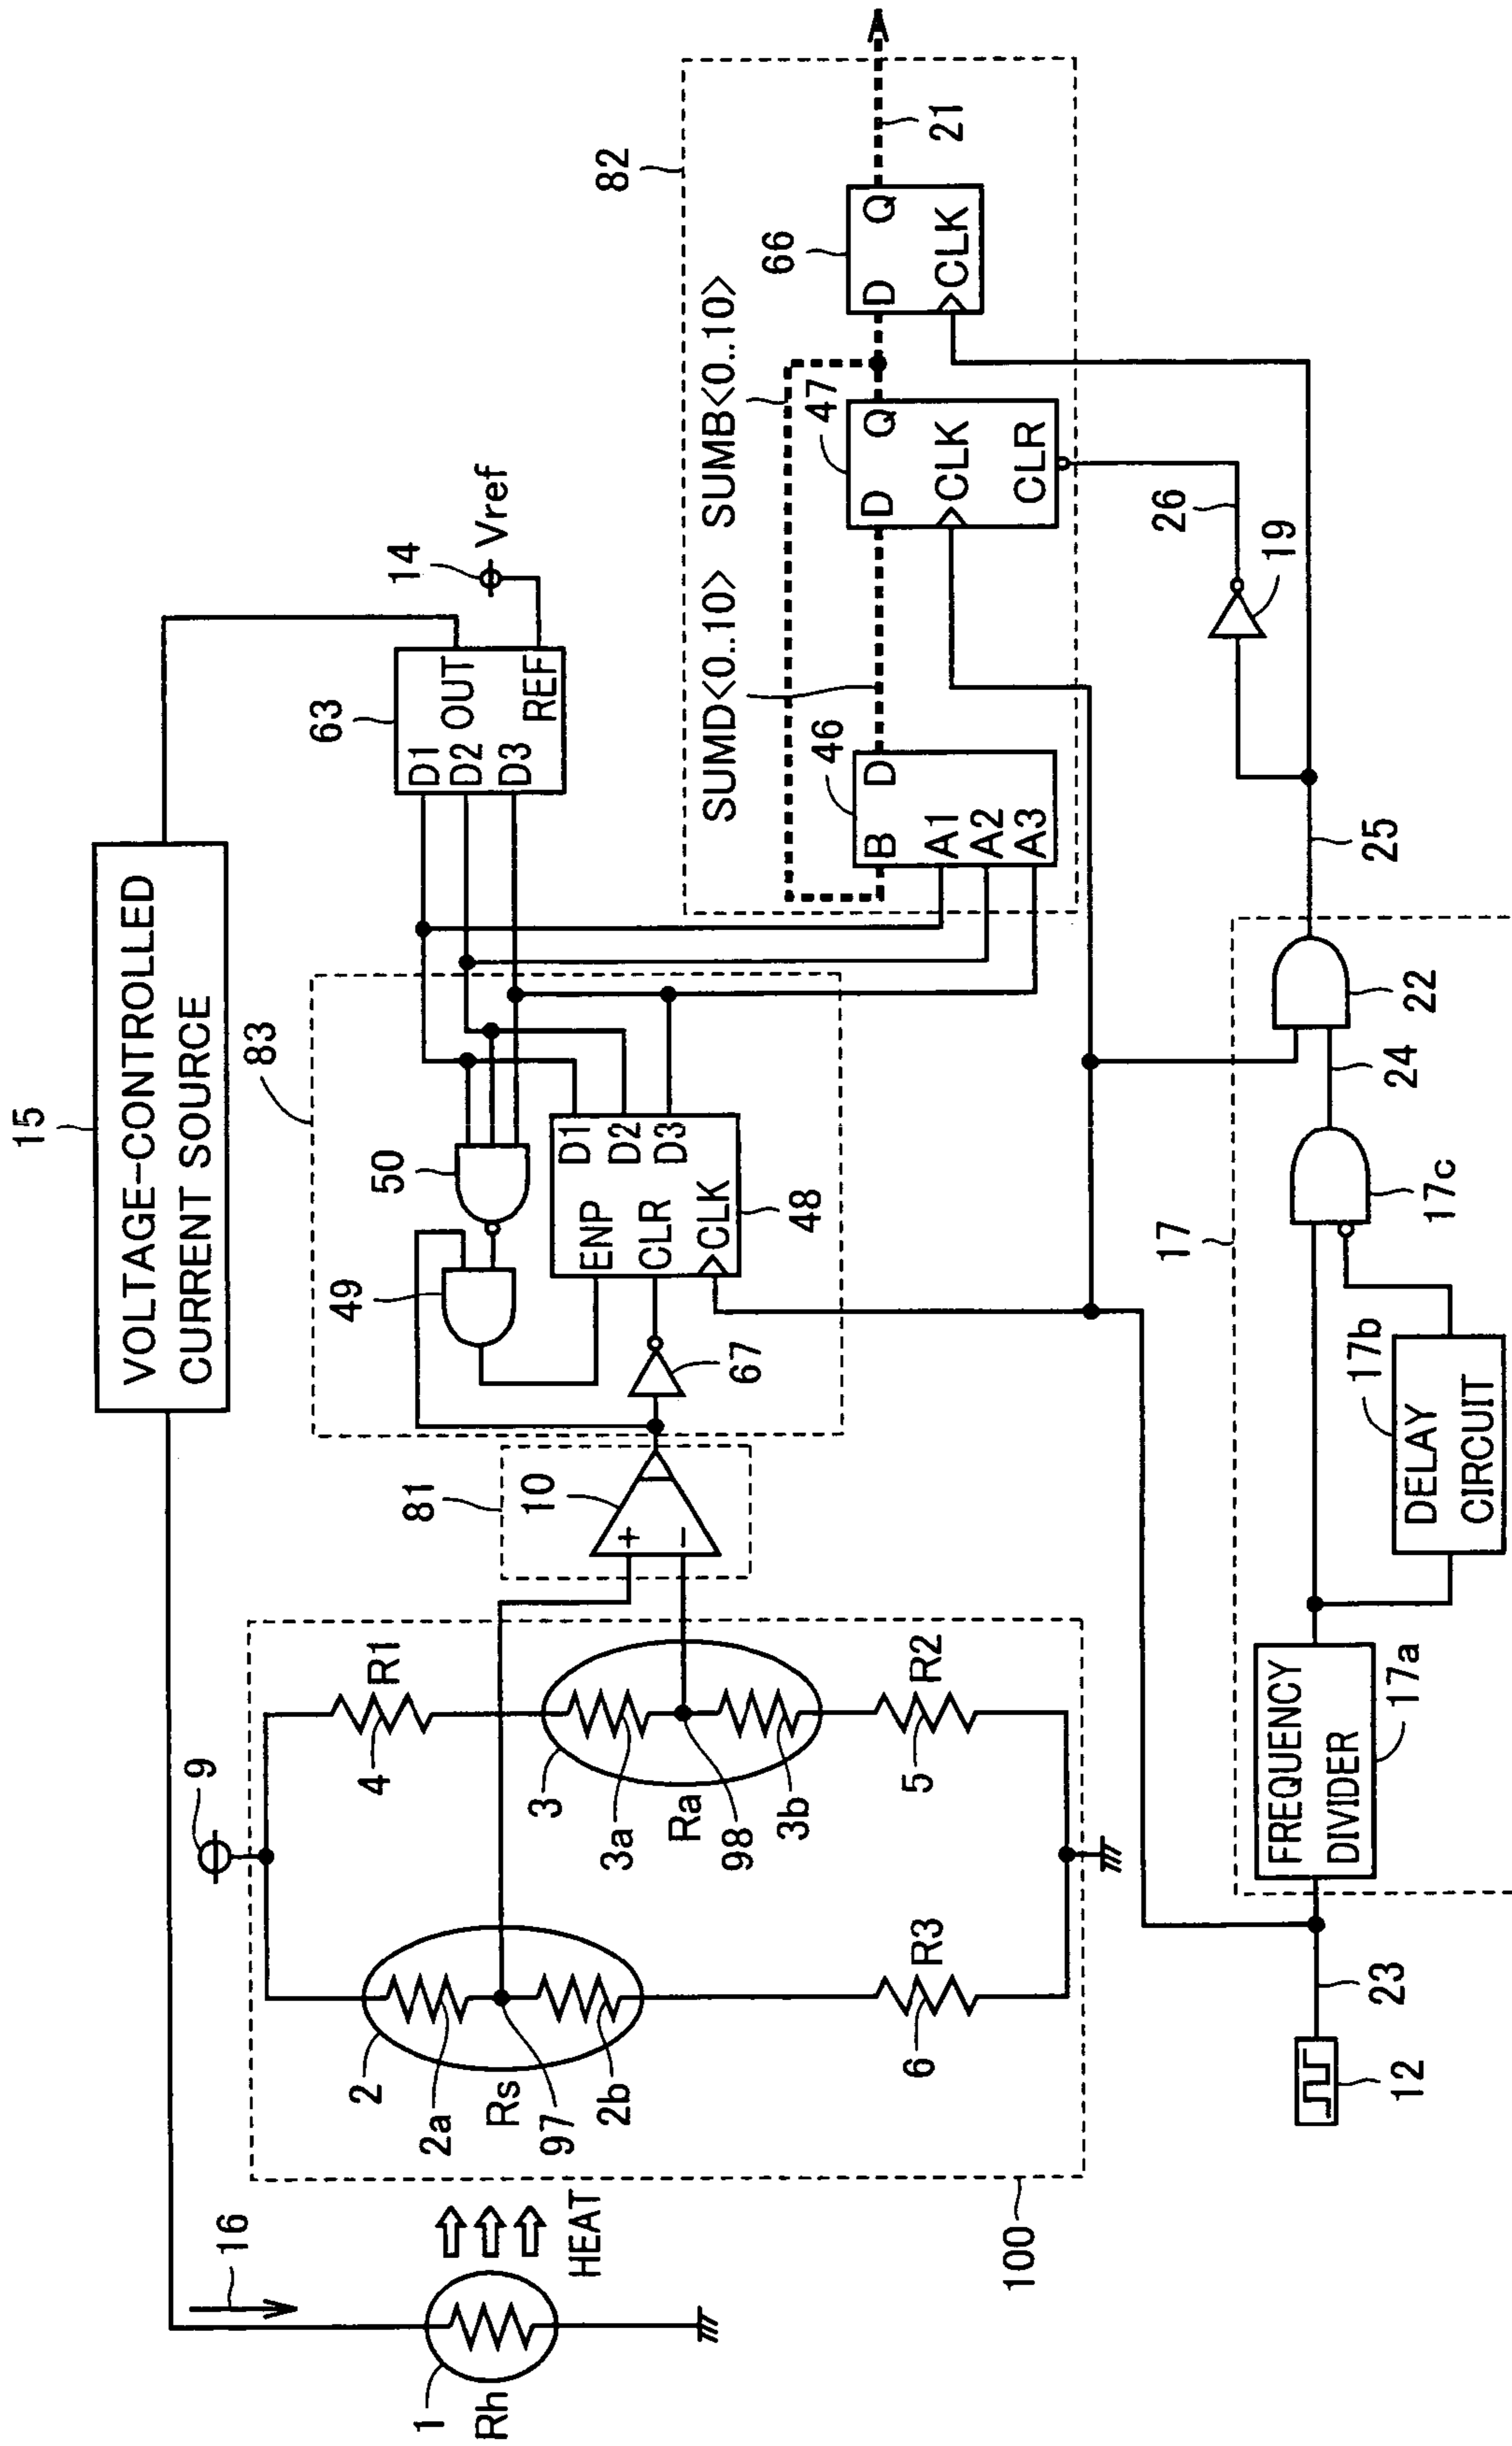 15
VOLTAGE-CONTROLLED
CURRENT SOURCE
16
1
Rh
HEAT
100
9
2
2a
Rs
97
2b
4
R1
3
3a
Ra
98
3b
5
R2
6
R3
81
10
+
−
83
49
50
ENP
CLR
CLK
D1
D2
D3
48
67
63
D1
D2
D3
OUT
REF
14
Vref
82
SUMD<0..10>
SUMB<0..10>
46
B
D
A1
A2
A3
47
D
Q
CLK
CLR
66
D
Q
CLK
21
26
19
25
12
23
17
FREQUENCY
DIVIDER
17a
17b
DELAY
CIRCUIT
17c
24
22